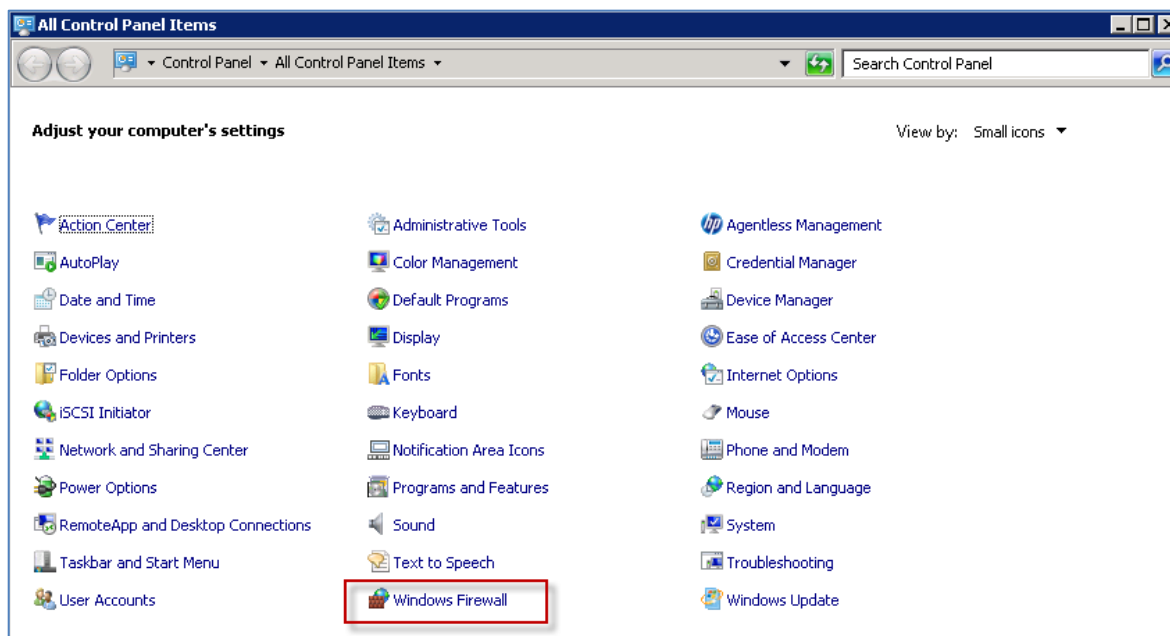 All Control Panel Items
Control Panel All Control Panel Items Search Control Panel
Adjust your computer's settings View by: Small icons
Action Center Administrative Tools Agentless Management
AutoPlay Color Management Credential Manager
Date and Time Default Programs Device Manager
Devices and Printers Display Ease of Access Center
Folder Options Fonts Internet Options
iSCSI Initiator Keyboard Mouse
Network and Sharing Center Notification Area Icons Phone and Modem
Power Options Programs and Features Region and Language
RemoteApp and Desktop Connections Sound System
Taskbar and Start Menu Text to Speech Troubleshooting
User Accounts Windows Firewall Windows Update